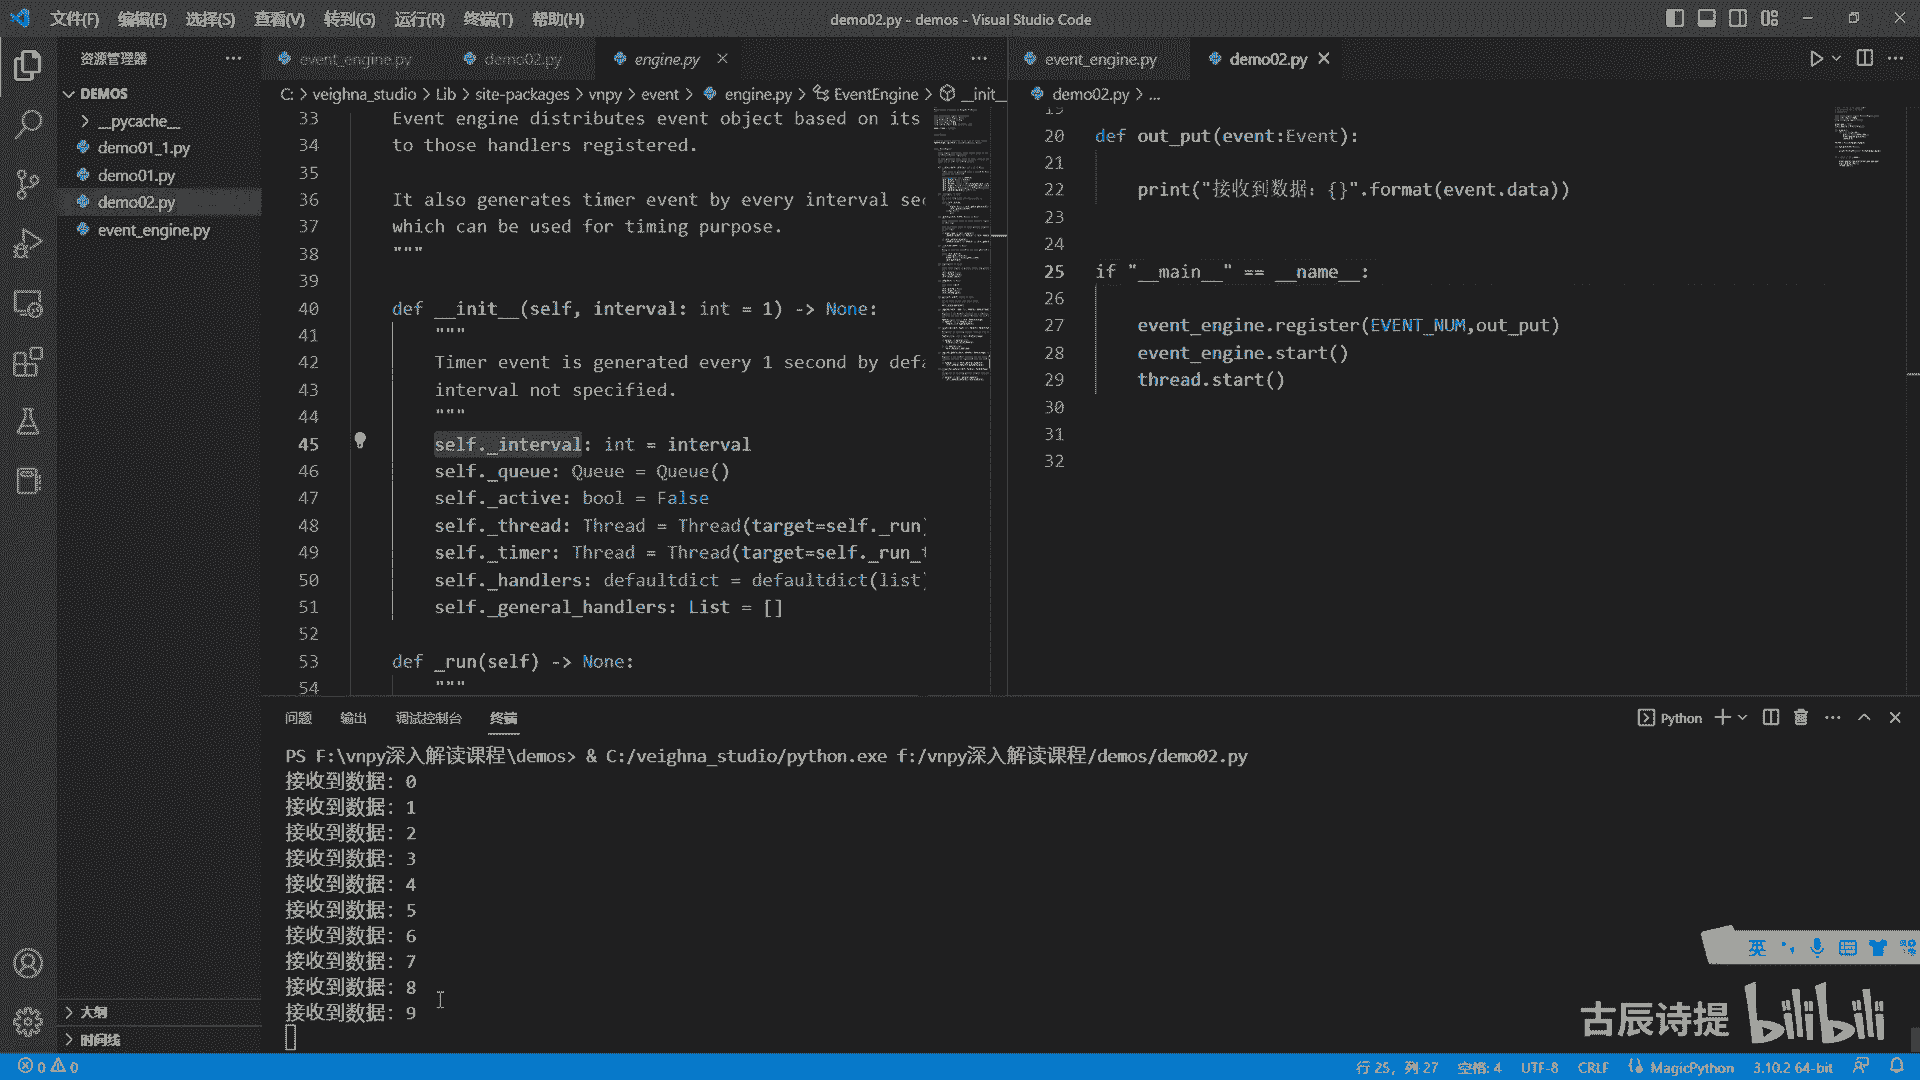 文件(F) 编辑(E) 选择(S) 查看(V) 转到(G) 运行(R) 终端(T) 帮助(H)
demo02.py - demos - Visual Studio Code
资源管理器
DEMOS
__pycache__
demo01_1.py
demo01.py
demo02.py
event_engine.py
大纲
时间线
event_engine.py demo02.py engine.py
C: > veighna_studio > Lib > site-packages > vnpy > event > engine.py > EventEngine > __init__
33 Event engine distributes event object based on its
34 to those handlers registered.
35
36 It also generates timer event by every interval sec
37 which can be used for timing purpose.
38 """
39
40 def __init__(self, interval: int = 1) -> None:
41 """
42 Timer event is generated every 1 second by defa
43 interval not specified.
44 """
45 self._interval: int = interval
46 self._queue: Queue = Queue()
47 self._active: bool = False
48 self._thread: Thread = Thread(target=self._run)
49 self._timer: Thread = Thread(target=self._run_t
50 self._handlers: defaultdict = defaultdict(list)
51 self._general_handlers: List = []
52
53 def _run(self) -> None:
54 """
event_engine.py demo02.py
demo02.py > ...
19
20 def out_put(event:Event):
21
22 print("接收到数据：{}".format(event.data))
23
24
25 if "__main__" == __name__:
26
27 event_engine.register(EVENT_NUM,out_put)
28 event_engine.start()
29 thread.start()
30
31
32
问题 输出 调试控制台 终端
Python
PS F:\vnpy深入解读课程\demos> & C:/veighna_studio/python.exe f:/vnpy深入解读课程/demos/demo02.py
接收到数据：0
接收到数据：1
接收到数据：2
接收到数据：3
接收到数据：4
接收到数据：5
接收到数据：6
接收到数据：7
接收到数据：8
接收到数据：9
英
古辰诗提 bilibili
0 0
行 25，列 27 空格: 4 UTF-8 CRLF MagicPython 3.10.2 64-bit